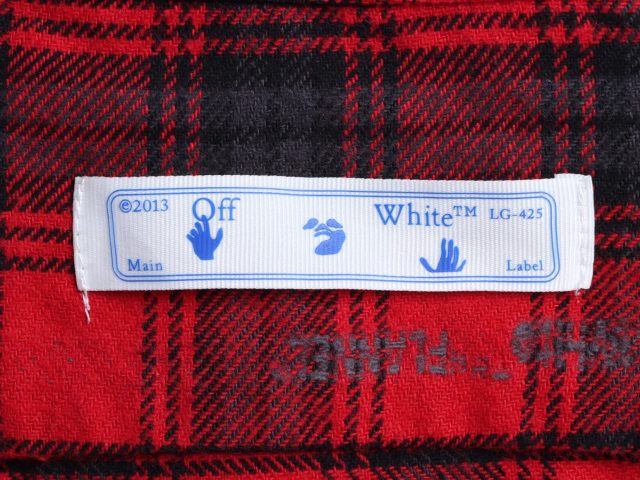 ©2013 Off White™ LG-425
Main Label